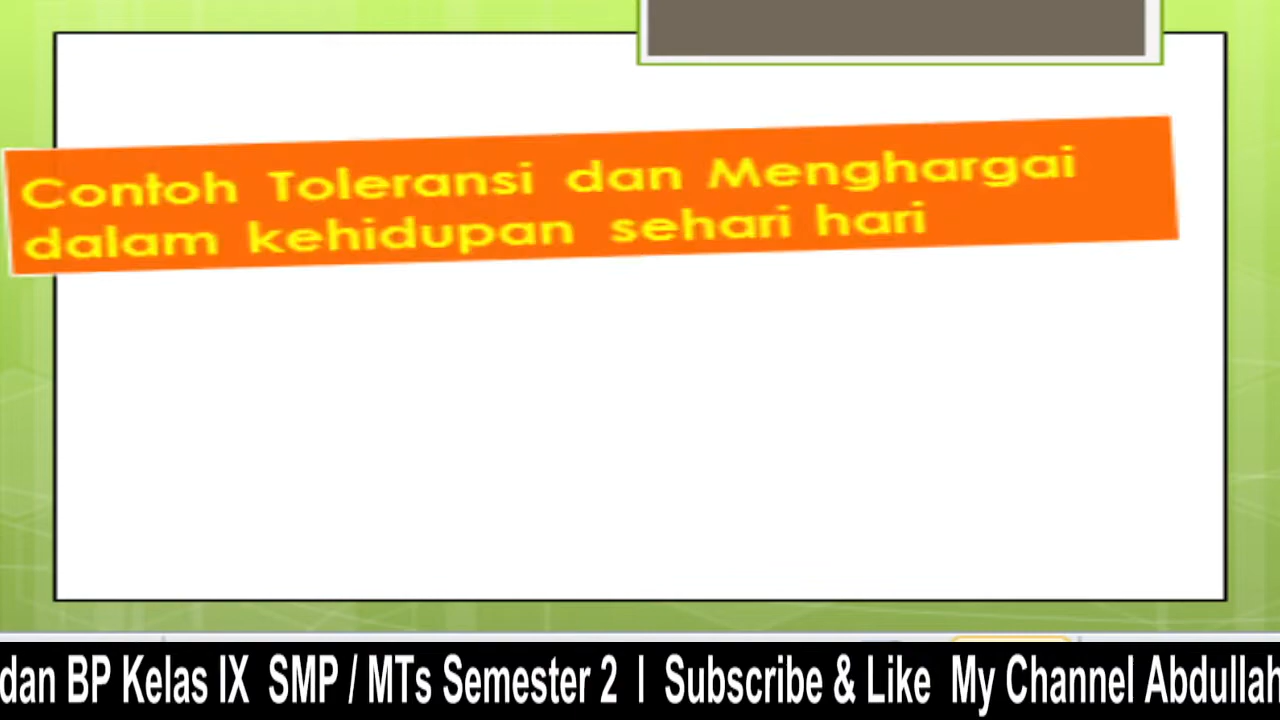 Contoh Toleransi dan Menghargai
dalam kehidupan sehari hari
dan BP Kelas IX SMP / MTs Semester 2 l Subscribe & Like My Channel Abdullah